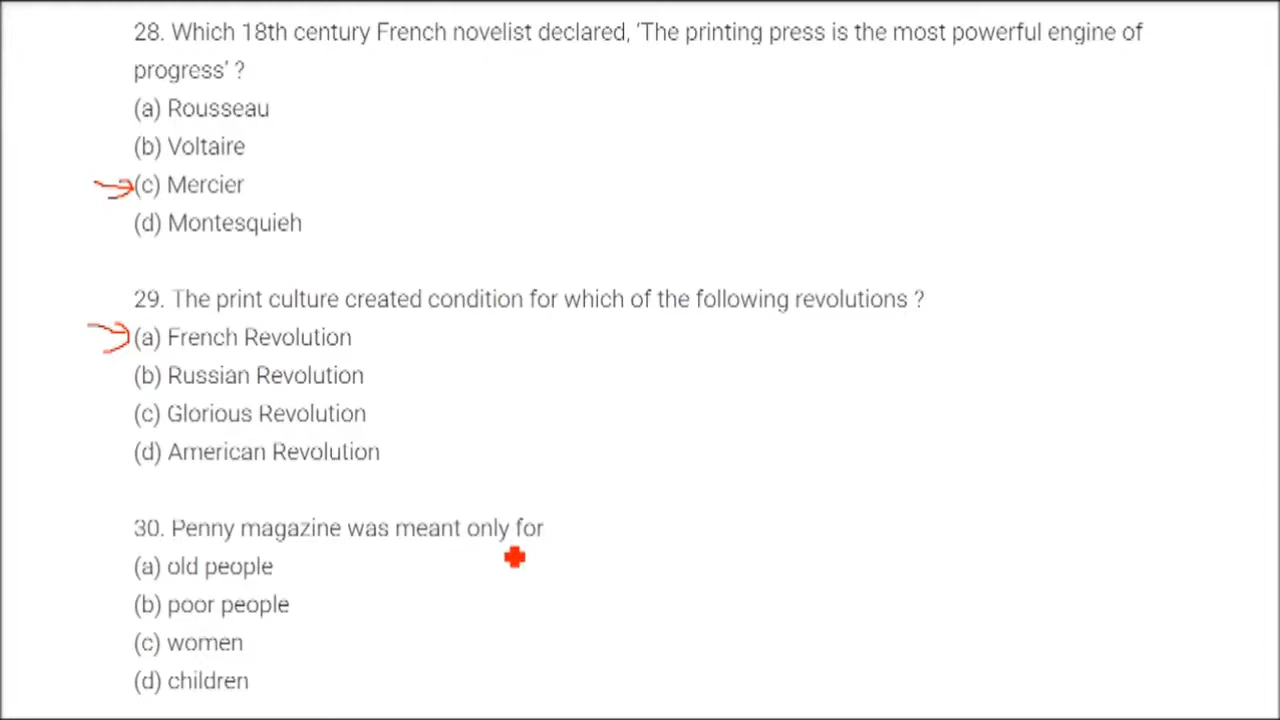 28. Which 18th century French novelist declared, ‘The printing press is the most powerful engine of
progress’ ?
(a) Rousseau
(b) Voltaire
(c) Mercier
(d) Montesquieh
29. The print culture created condition for which of the following revolutions ?
(a) French Revolution
(b) Russian Revolution
(c) Glorious Revolution
(d) American Revolution
30. Penny magazine was meant only for
(a) old people
(b) poor people
(c) women
(d) children